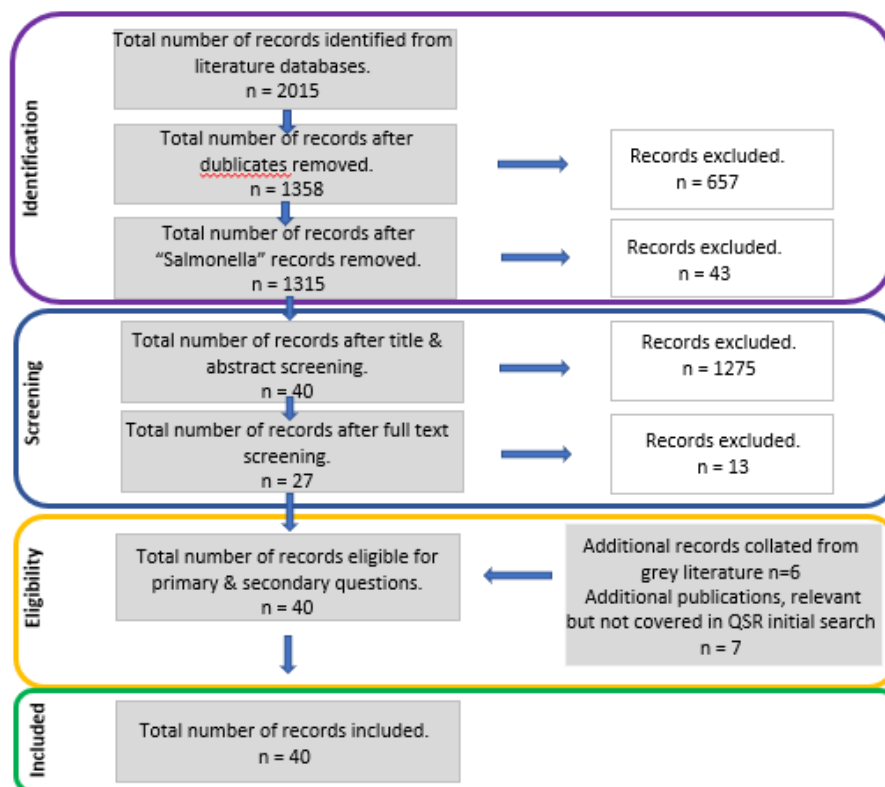 Identification
Total number of records identified from
literature databases.
n = 2015
Total number of records after
dublicates removed.
n = 1358
Records excluded.
n = 657
Total number of records after
“Salmonella” records removed.
n = 1315
Records excluded.
n = 43
Screening
Total number of records after title &
abstract screening.
n = 40
Records excluded.
n = 1275
Total number of records after full text
screening.
n = 27
Records excluded.
n = 13
Eligibility
Total number of records eligible for
primary & secondary questions.
n = 40
Additional records collated from
grey literature n=6
Additional publications, relevant
but not covered in QSR initial search
n = 7
Included
Total number of records included.
n = 40